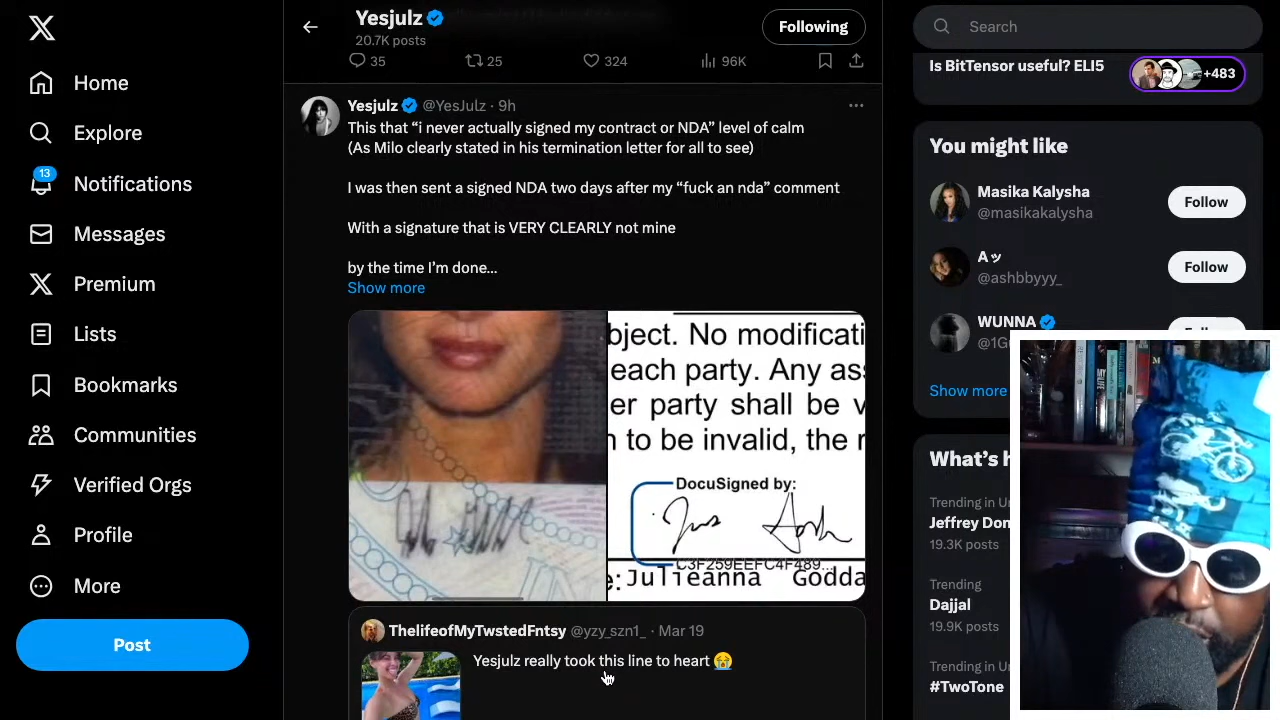 Yesjulz
20.7K posts
Following
Search
35
25
324
96K
Is BitTensor useful? ELI5
+483
Home
Explore
13
Notifications
Messages
Premium
Lists
Bookmarks
Communities
Verified Orgs
Profile
More
Post
Yesjulz @YesJulz · 9h
This that “i never actually signed my contract or NDA” level of calm
(As Milo clearly stated in his termination letter for all to see)
I was then sent a signed NDA two days after my “fuck an nda” comment
With a signature that is VERY CLEARLY not mine
by the time I’m done...
Show more
bject. No modificati
each party. Any ass
er party shall be v
n to be invalid, the r
DocuSigned by:
C3F259EEFC4F489...
e: Julieanna Godda
ThelifeofMyTwstedFntsy @yzy_szn1_ · Mar 19
Yesjulz really took this line to heart 😭
You might like
Masika Kalysha
@masikakalysha
Follow
Aッ
@ashbbyyy_
Follow
WUNNA
@1Gu
Follow
Show more
What’s h
Trending in Un
Jeffrey Don
19.3K posts
Trending
Dajjal
19.9K posts
Trending in U
#TwoTone